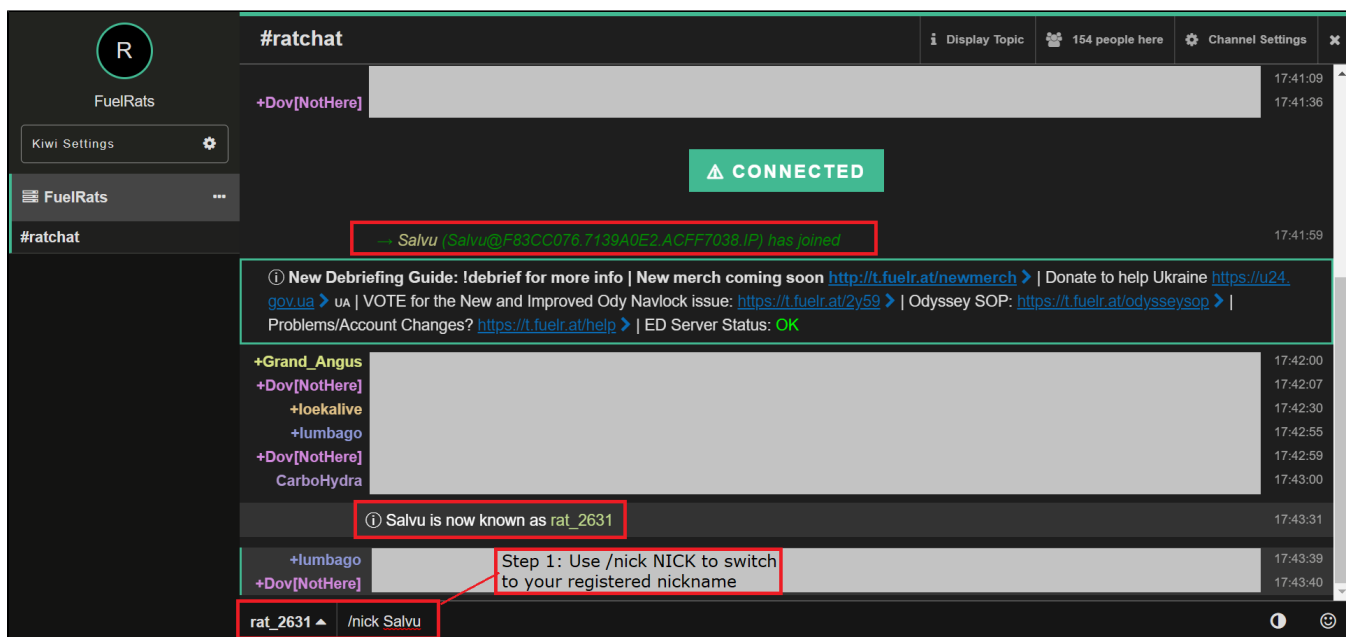 R
FuelRats
Kiwi Settings
FuelRats
#ratchat
#ratchat
Display Topic
154 people here
Channel Settings
17:41:09
+Dov[NotHere] 17:41:36
CONNECTED
→ Salvu (Salvu@F83CC076.7139A0E2.ACFF7038.IP) has joined 17:41:59
New Debriefing Guide: !debrief for more info | New merch coming soon http://t.fuelr.at/newmerch | Donate to help Ukraine https://u24.
gov.ua UA | VOTE for the New and Improved Ody Navlock issue: https://t.fuelr.at/2y59 | Odyssey SOP: https://t.fuelr.at/odysseysop |
Problems/Account Changes? https://t.fuelr.at/help | ED Server Status: OK
+Grand_Angus 17:42:00
+Dov[NotHere] 17:42:07
+loekalive 17:42:30
+lumbago 17:42:55
+Dov[NotHere] 17:42:59
CarboHydra 17:43:00
Salvu is now known as rat_2631 17:43:31
+lumbago 17:43:39
+Dov[NotHere] 17:43:40
Step 1: Use /nick NICK to switch
to your registered nickname
rat_2631 /nick Salvu